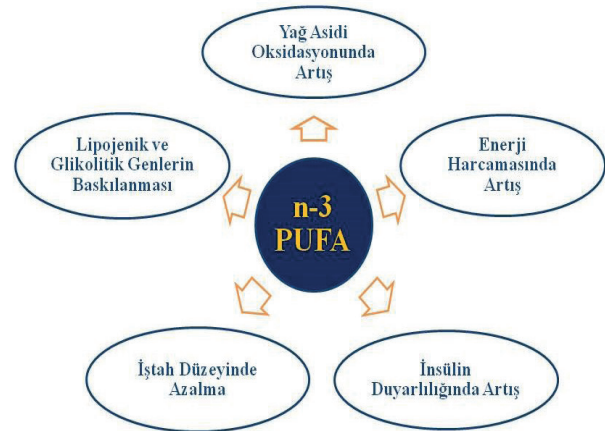 Yağ Asidi
Oksidasyonunda
Artış
Lipojenik ve
Glikolitik Genlerin
Baskılanması
Enerji
Harcamasında
Artış
n-3
PUFA
İştah Düzeyinde
Azalma
İnsülin
Duyarlılığında Artış